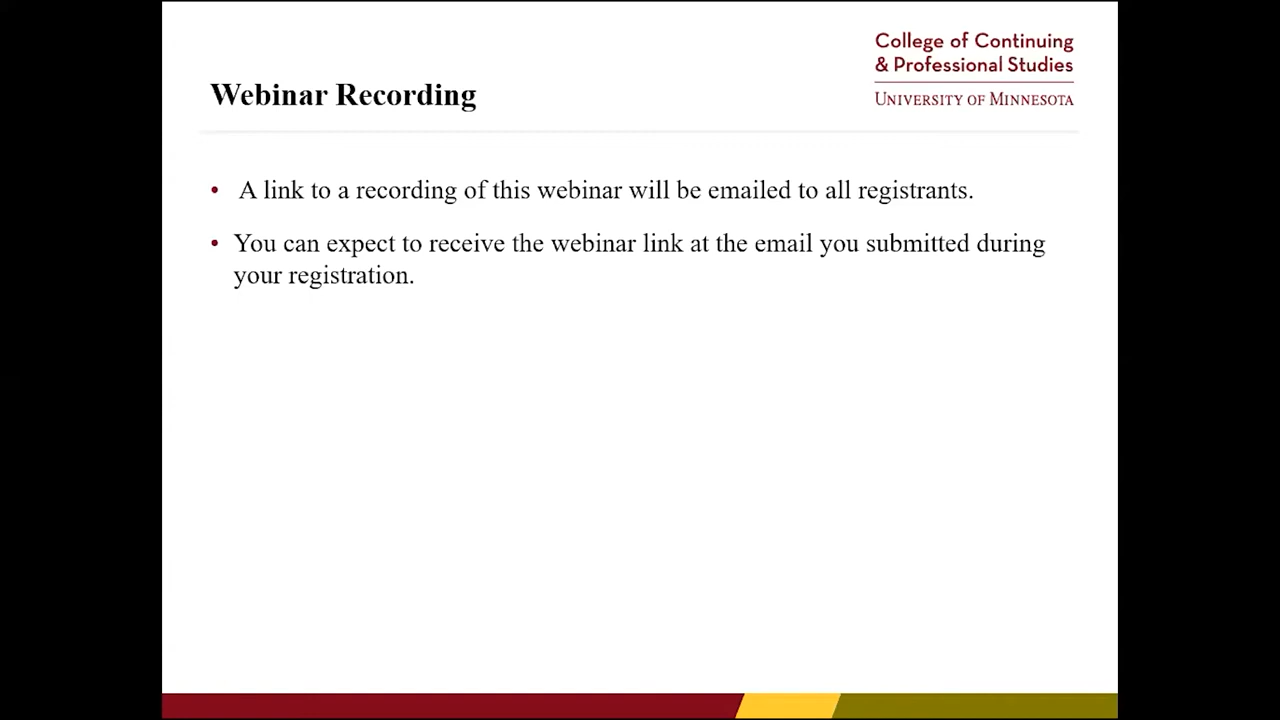 College of Continuing
& Professional Studies
UNIVERSITY OF MINNESOTA
Webinar Recording
• A link to a recording of this webinar will be emailed to all registrants.
• You can expect to receive the webinar link at the email you submitted during
your registration.